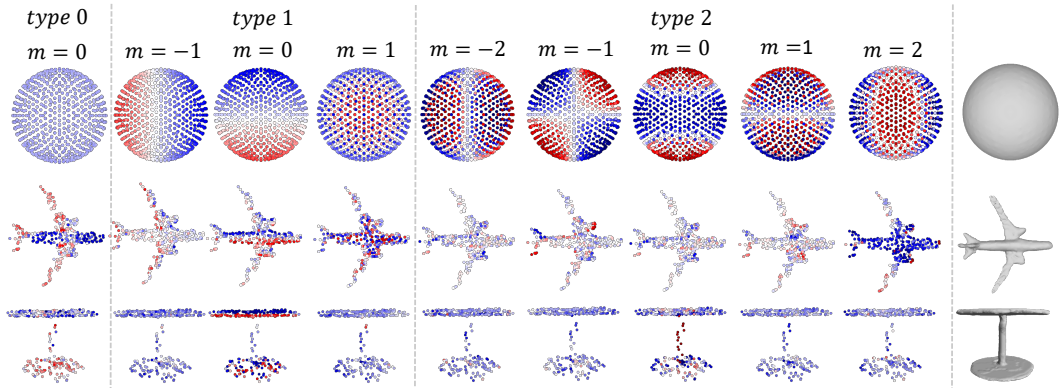 type 0 type 1 type 2
m = 0 m = −1 m = 0 m = 1 m = −2 m = −1 m = 0 m =1 m = 2